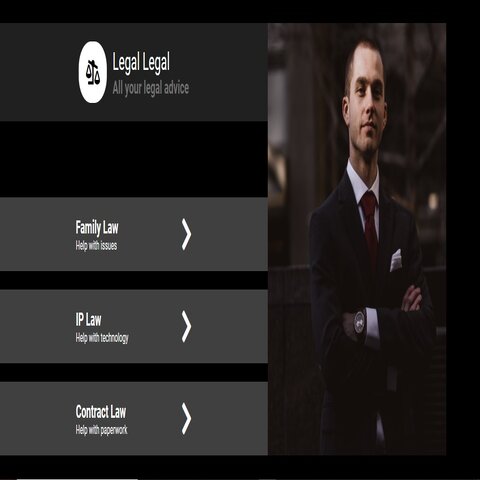 Legal Legal
All your legal advice
Family Law
Help with issues
IP Law
Help with technology
Contract Law
Help with paperwork